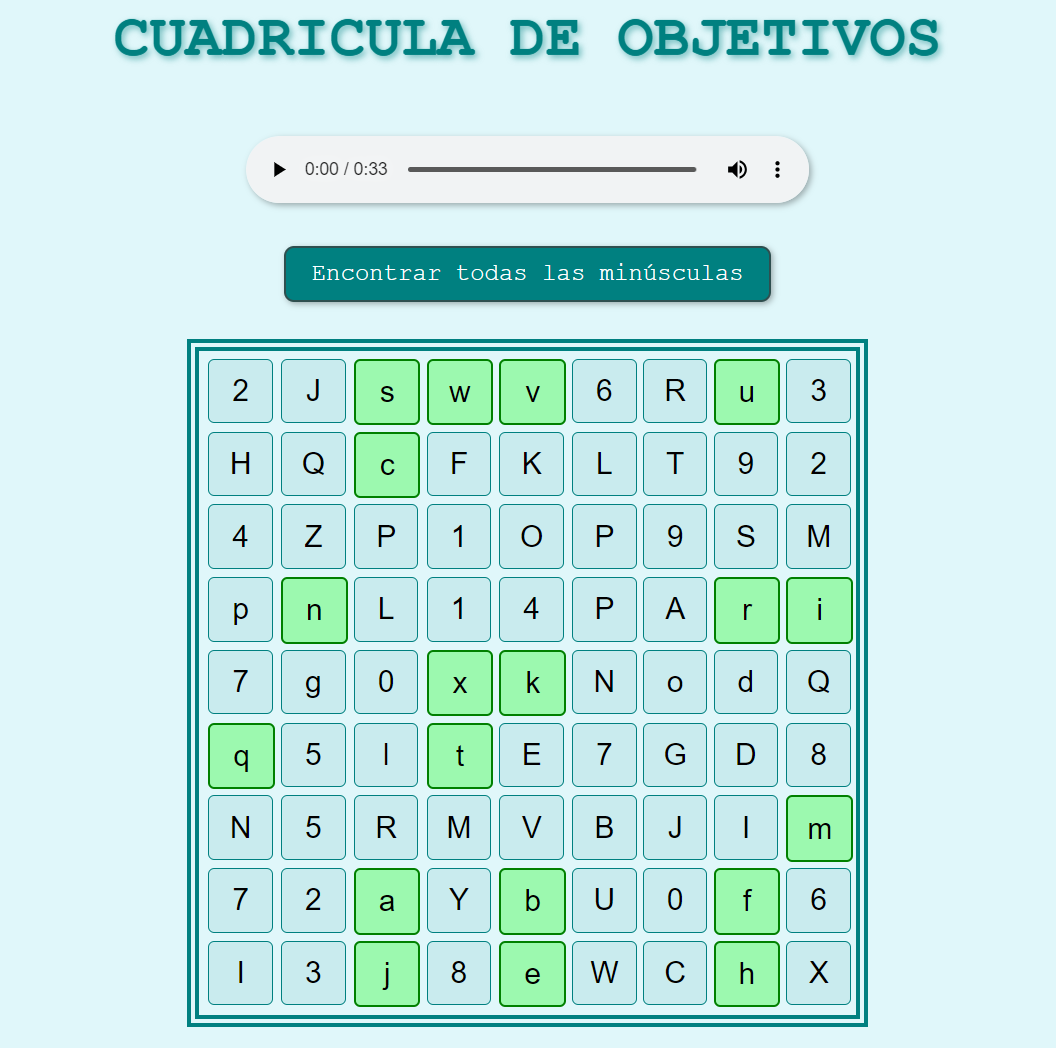 CUADRICULA DE OBJETIVOS
0:00 / 0:33
Encontrar todas las minúsculas
2 J s w v 6 R u 3
H Q c F K L T 9 2
4 Z P 1 O P 9 S M
p n L 1 4 P A r i
7 g 0 x k N o d Q
q 5 l t E 7 G D 8
N 5 R M V B J I m
7 2 a Y b U 0 f 6
I 3 j 8 e W C h X